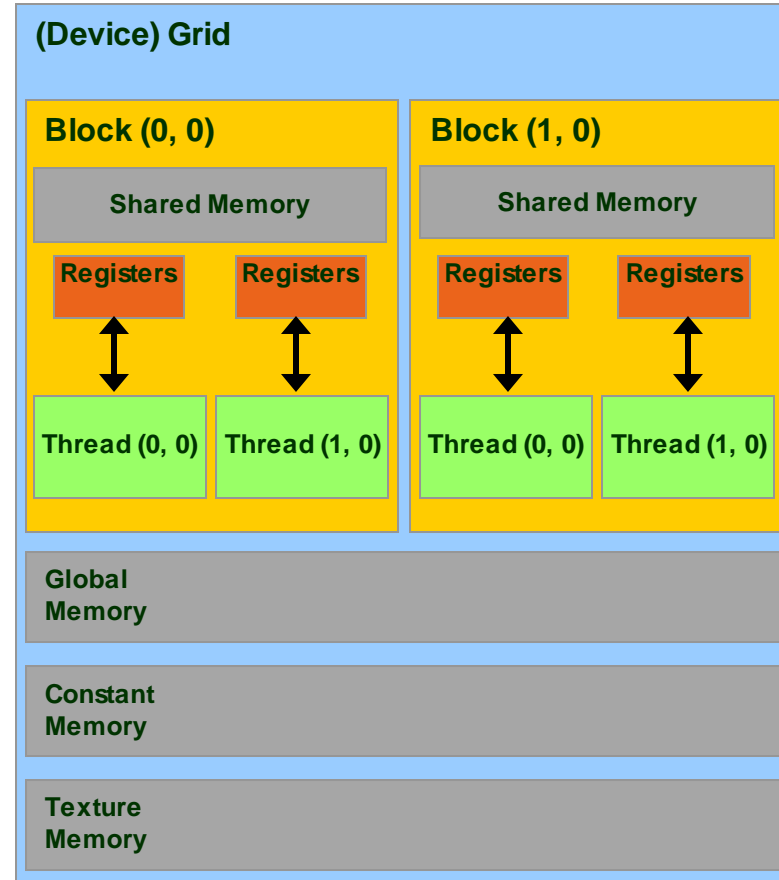 (Device) Grid
Block (0, 0)
Shared Memory
Registers
Registers
Thread (0, 0)
Thread (1, 0)
Block (1, 0)
Shared Memory
Registers
Registers
Thread (0, 0)
Thread (1, 0)
Global
Memory
Constant
Memory
Texture
Memory